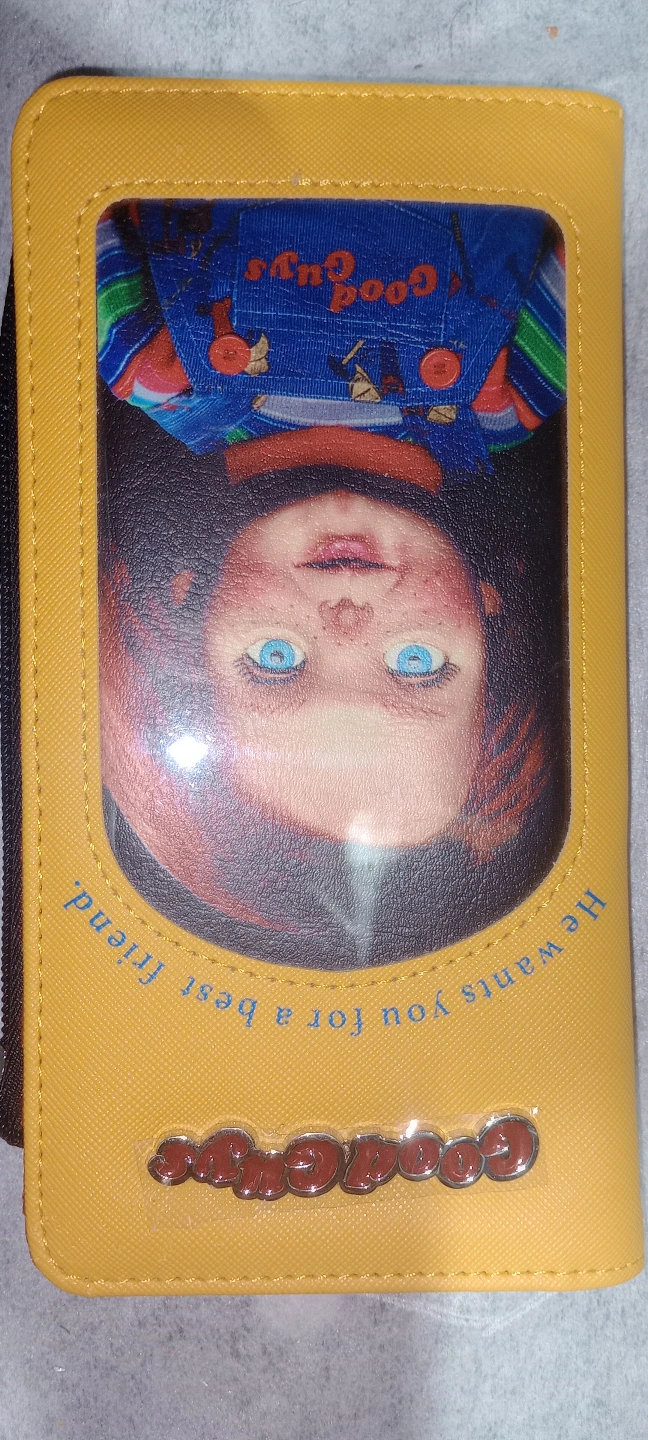 Good Guys
He wants you for a best friend.
Good
Guys